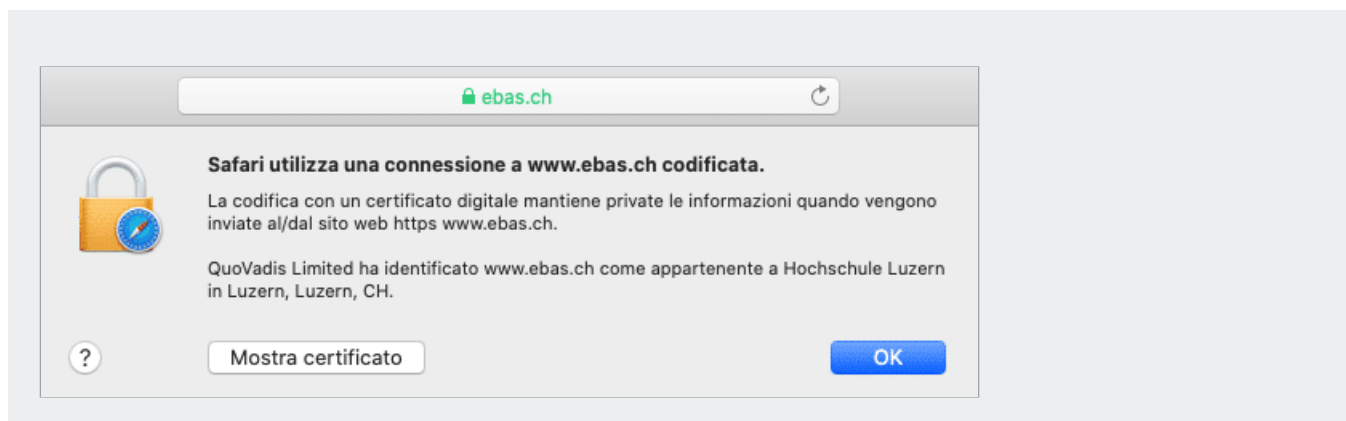 ebas.ch
Safari utilizza una connessione a www.ebas.ch codificata.
La codifica con un certificato digitale mantiene private le informazioni quando vengono
inviate al/dal sito web https www.ebas.ch.
QuoVadis Limited ha identificato www.ebas.ch come appartenente a Hochschule Luzern
in Luzern, Luzern, CH.
? Mostra certificato OK